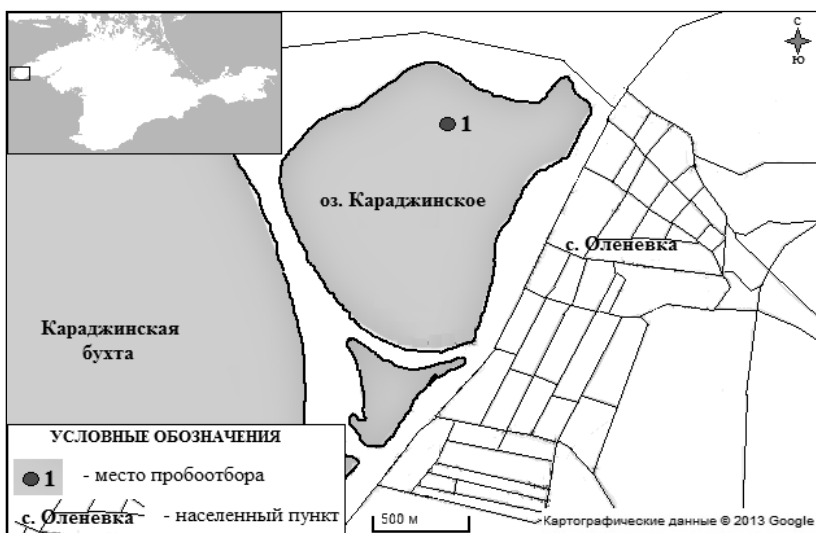 с
ю
1
оз. Караджинское
с. Оленевка
Караджинская
бухта
УСЛОВНЫЕ ОБОЗНАЧЕНИЯ
1 - место пробоотбора
с. Оленевка - населенный пункт
500 м
Картографические данные © 2013 Google